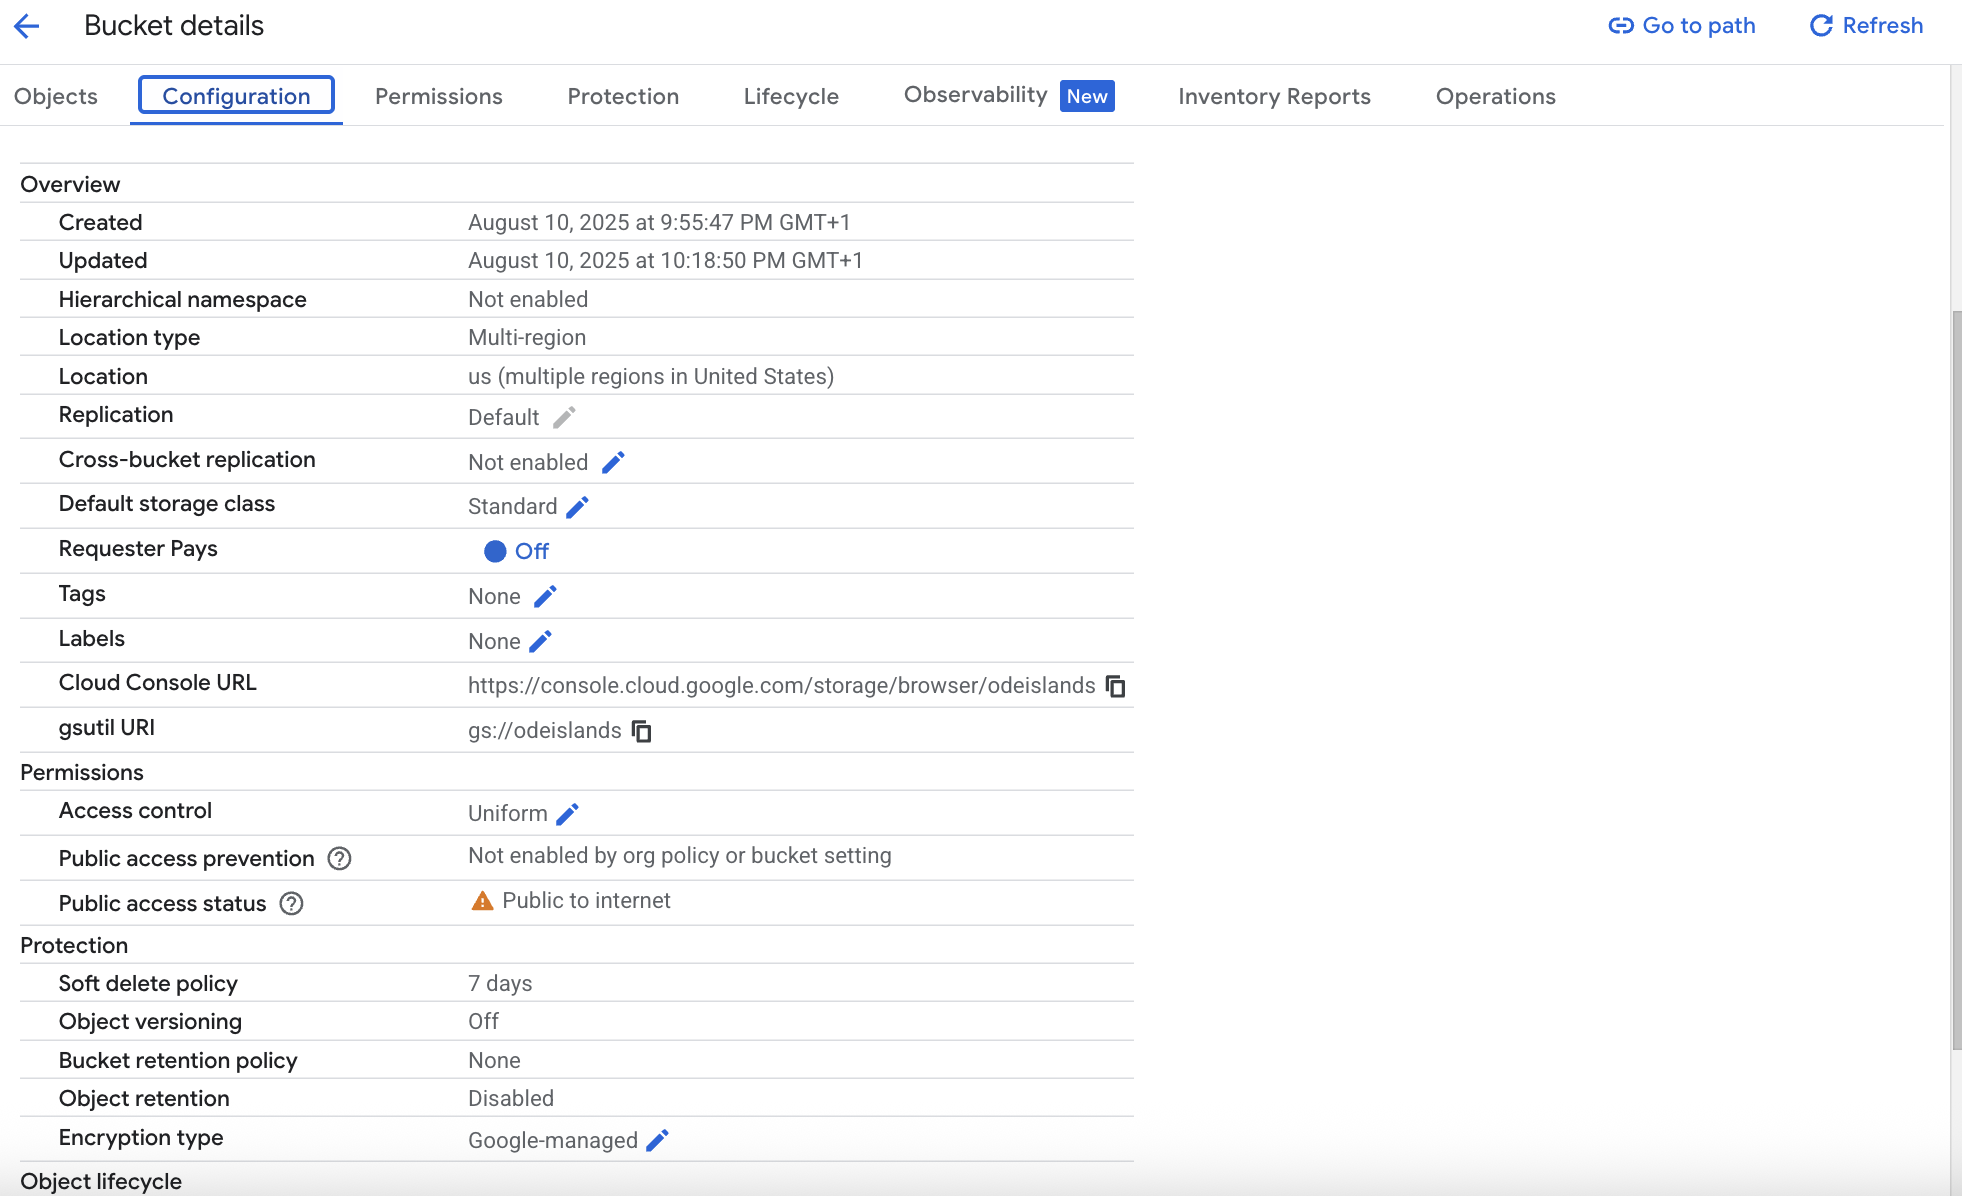 Bucket details
Go to path
Refresh
Objects
Configuration
Permissions
Protection
Lifecycle
Observability New
Inventory Reports
Operations
Overview
Created August 10, 2025 at 9:55:47 PM GMT+1
Updated August 10, 2025 at 10:18:50 PM GMT+1
Hierarchical namespace Not enabled
Location type Multi-region
Location us (multiple regions in United States)
Replication Default
Cross-bucket replication Not enabled
Default storage class Standard
Requester Pays Off
Tags None
Labels None
Cloud Console URL https://console.cloud.google.com/storage/browser/odeislands
gsutil URI gs://odeislands
Permissions
Access control Uniform
Public access prevention Not enabled by org policy or bucket setting
Public access status Public to internet
Protection
Soft delete policy 7 days
Object versioning Off
Bucket retention policy None
Object retention Disabled
Encryption type Google-managed
Object lifecycle